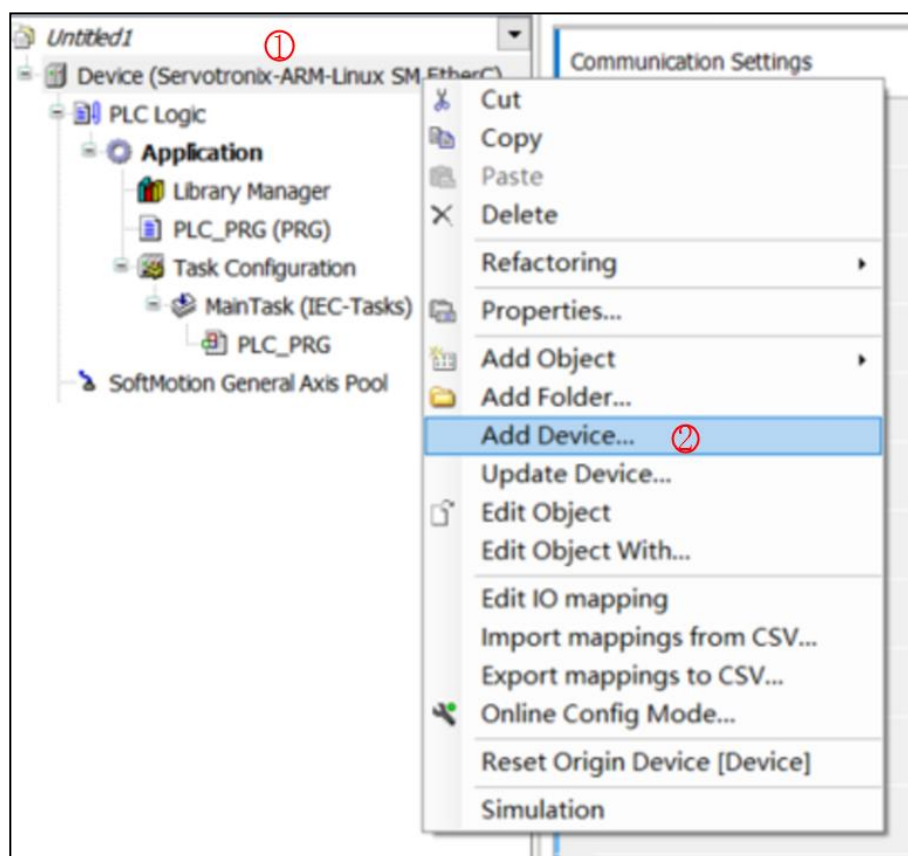 Untitled1
①
Device (Servotronix-ARM-Linux SM EtherC)
Communication Settings
PLC Logic
Application
Library Manager
PLC_PRG (PRG)
Task Configuration
MainTask (IEC-Tasks)
PLC_PRG
SoftMotion General Axis Pool
Cut
Copy
Paste
Delete
Refactoring
Properties...
Add Object
Add Folder...
Add Device... ②
Update Device...
Edit Object
Edit Object With...
Edit IO mapping
Import mappings from CSV...
Export mappings to CSV...
Online Config Mode...
Reset Origin Device [Device]
Simulation